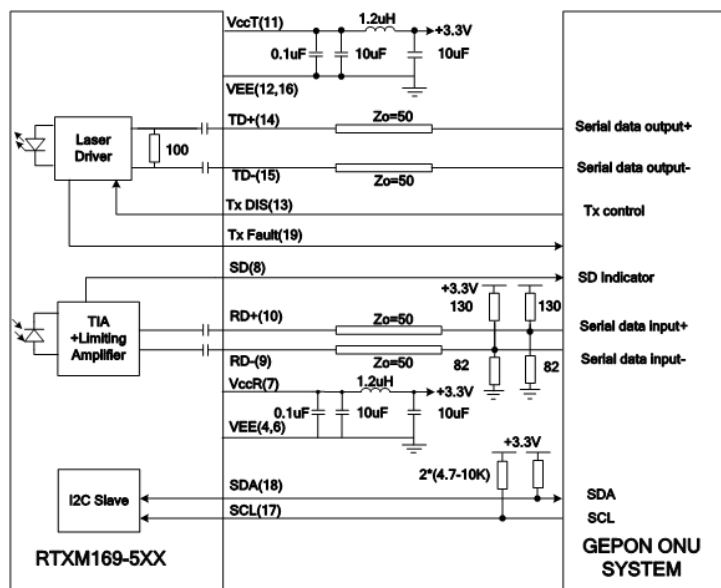 VccT(11)
1.2uH
+3.3V
0.1uF
10uF
10uF
VEE(12,16)
TD+(14)
Zo=50
Serial data output+
Laser
Driver
100
TD-(15)
Zo=50
Serial data output-
Tx DIS(13)
Tx control
Tx Fault(19)
SD(8)
SD Indicator
+3.3V
130
130
TIA
+Limiting
Amplifier
RD+(10)
Zo=50
Serial data input+
RD-(9)
Zo=50
Serial data input-
82
82
VccR(7)
1.2uH
+3.3V
0.1uF
10uF
10uF
VEE(4,6)
+3.3V
2*(4.7-10K)
I2C Slave
SDA(18)
SDA
SCL(17)
SCL
RTXM169-5XX
GEPON ONU
SYSTEM